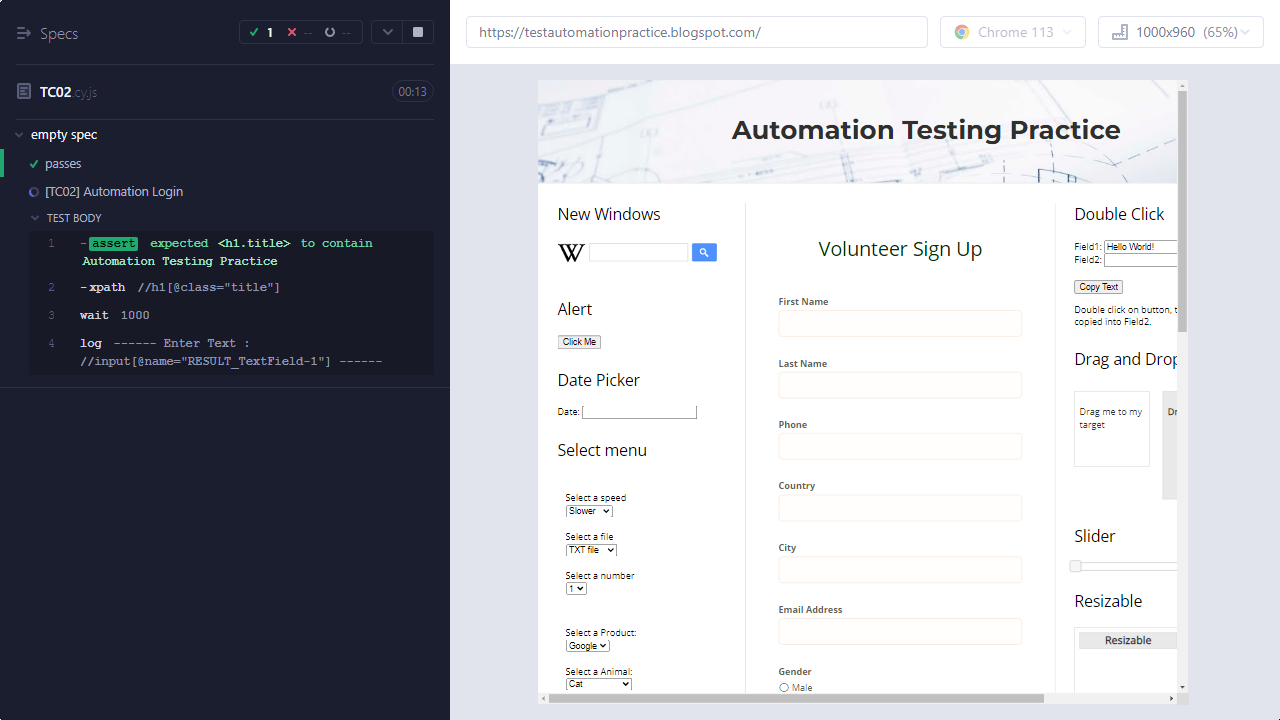 Specs
1
--
--
TC02.cy.js
00:13
empty spec
passes
[TC02] Automation Login
TEST BODY
1 -assert expected <h1.title> to contain
Automation Testing Practice
2 -xpath //h1[@class="title"]
3 wait 1000
4 log ------ Enter Text :
//input[@name="RESULT_TextField-1"] ------
https://testautomationpractice.blogspot.com/
Chrome 113
1000x960 (65%)
Automation Testing Practice
New Windows
W
Alert
Click Me
Date Picker
Date:
Select menu
Select a speed
Slower
Select a file
TXT file
Select a number
1
Select a Product:
Google
Select a Animal:
Cat
Volunteer Sign Up
First Name
Last Name
Phone
Country
City
Email Address
Gender
Male
Double Click
Field1: Hello World!
Field2:
Copy Text
Double click on button, t
copied into Field2.
Drag and Drop
Drag me to my
target
Dr
Slider
Resizable
Resizable